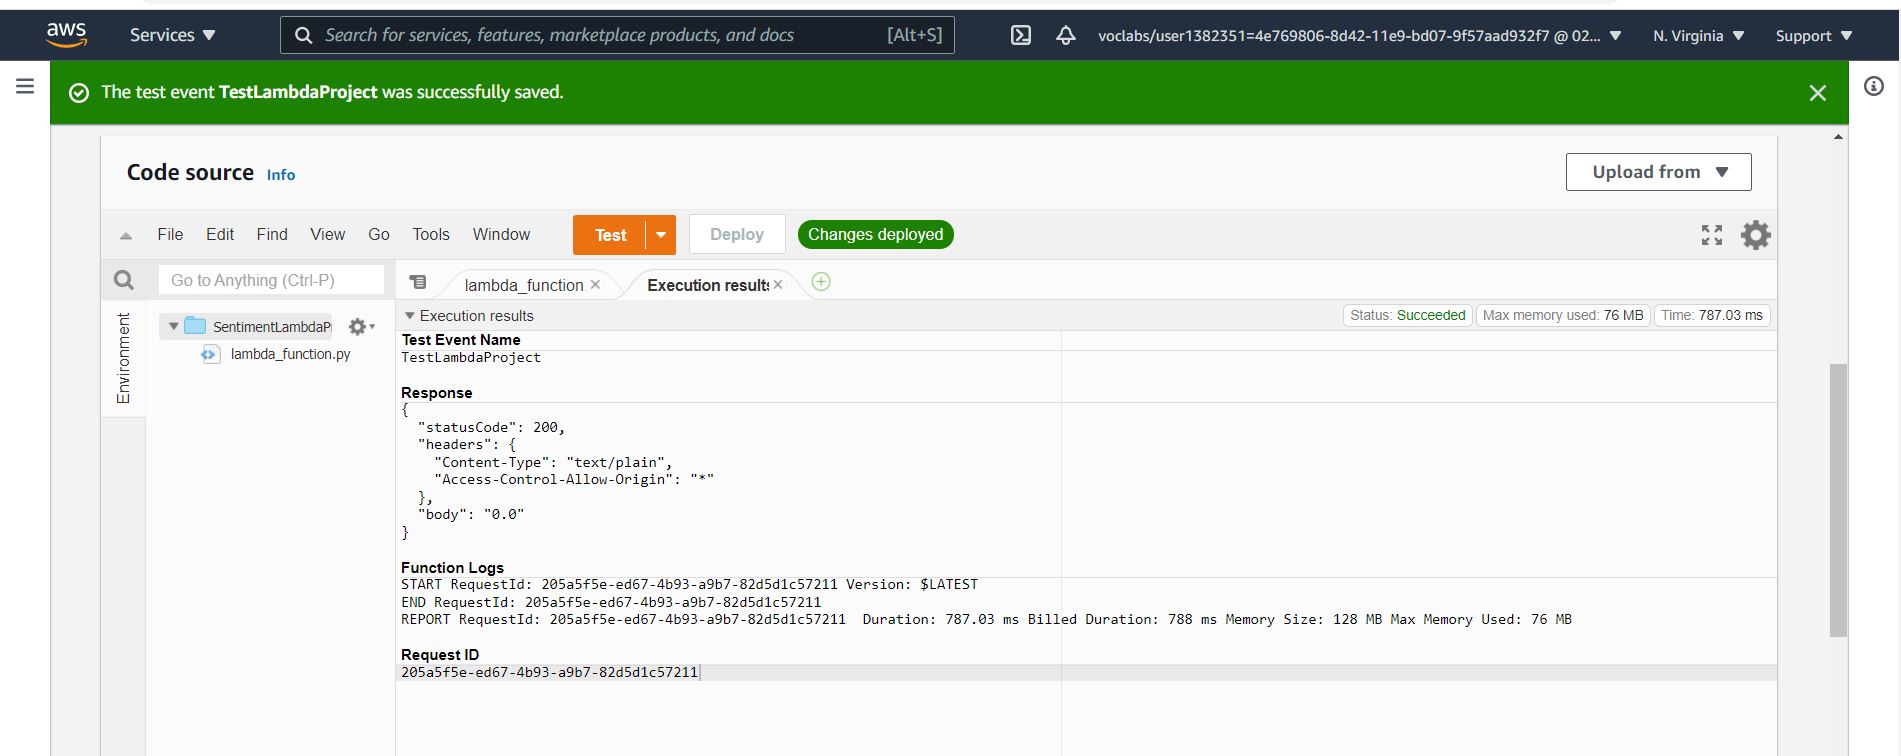 aws Services Search for services, features, marketplace products, and docs [Alt+S] voclabs/user1382351=4e769806-8d42-11e9-bd07-9f57aad932f7 @ 02... N. Virginia Support
The test event TestLambdaProject was successfully saved.
Code source Info Upload from
File Edit Find View Go Tools Window Test Deploy Changes deployed
Go to Anything (Ctrl-P) lambda_function Execution results
Environment
SentimentLambdaPr
lambda_function.py
Execution results Status: Succeeded Max memory used: 76 MB Time: 787.03 ms
Test Event Name
TestLambdaProject
Response
{
"statusCode": 200,
"headers": {
"Content-Type": "text/plain",
"Access-Control-Allow-Origin": "*"
},
"body": "0.0"
}
Function Logs
START RequestId: 205a5f5e-ed67-4b93-a9b7-82d5d1c57211 Version: $LATEST
END RequestId: 205a5f5e-ed67-4b93-a9b7-82d5d1c57211
REPORT RequestId: 205a5f5e-ed67-4b93-a9b7-82d5d1c57211 Duration: 787.03 ms Billed Duration: 788 ms Memory Size: 128 MB Max Memory Used: 76 MB
Request ID
205a5f5e-ed67-4b93-a9b7-82d5d1c57211